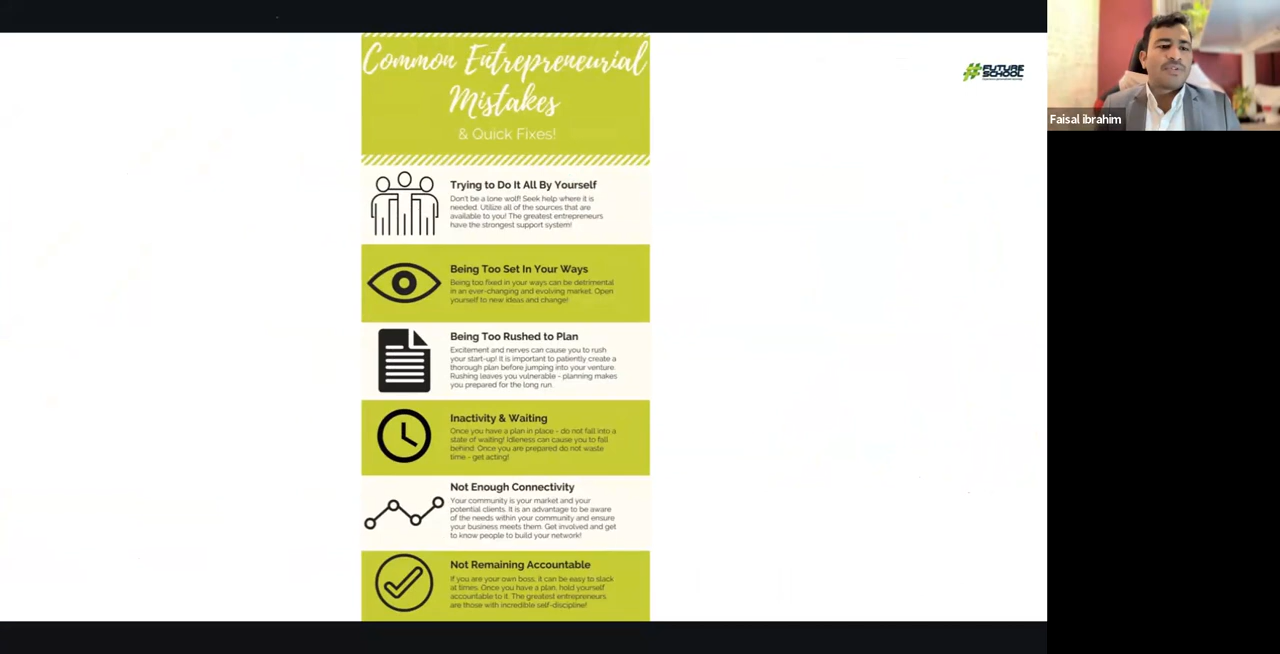 Common Entrepreneurial
Mistakes
& Quick Fixes!
#FUTURE
SCHOOL
Faisal ibrahim
Trying to Do It All By Yourself
Don't be a lone wolf! Seek help where it is
needed. Utilize all of the sources that are
available to you! The greatest entrepreneurs
have the strongest support system!
Being Too Set In Your Ways
Being too fixed in your ways can be detrimental
in an ever-changing and evolving market. Open
yourself to new ideas and change!
Being Too Rushed to Plan
Excitement and nerves can cause you to rush
your start-up! It is important to patiently create a
thorough plan before jumping into your venture.
Rushing leaves you vulnerable - planning makes
you prepared for the long run.
Inactivity & Waiting
Once you have a plan in place - do not fall into a
state of waiting! Idleness can cause you to fall
behind. Once you are prepared do not waste
time - get acting!
Not Enough Connectivity
Your community is your market and your
potential clients. It is an advantage to be aware
of the needs within your community and ensure
your business meets them. Get involved and get
to know people to build your network!
Not Remaining Accountable
If you are your own boss, it can be easy to slack
at times. Once you have a plan, hold yourself
accountable to it. The greatest entrepreneurs
are those with incredible self-discipline!